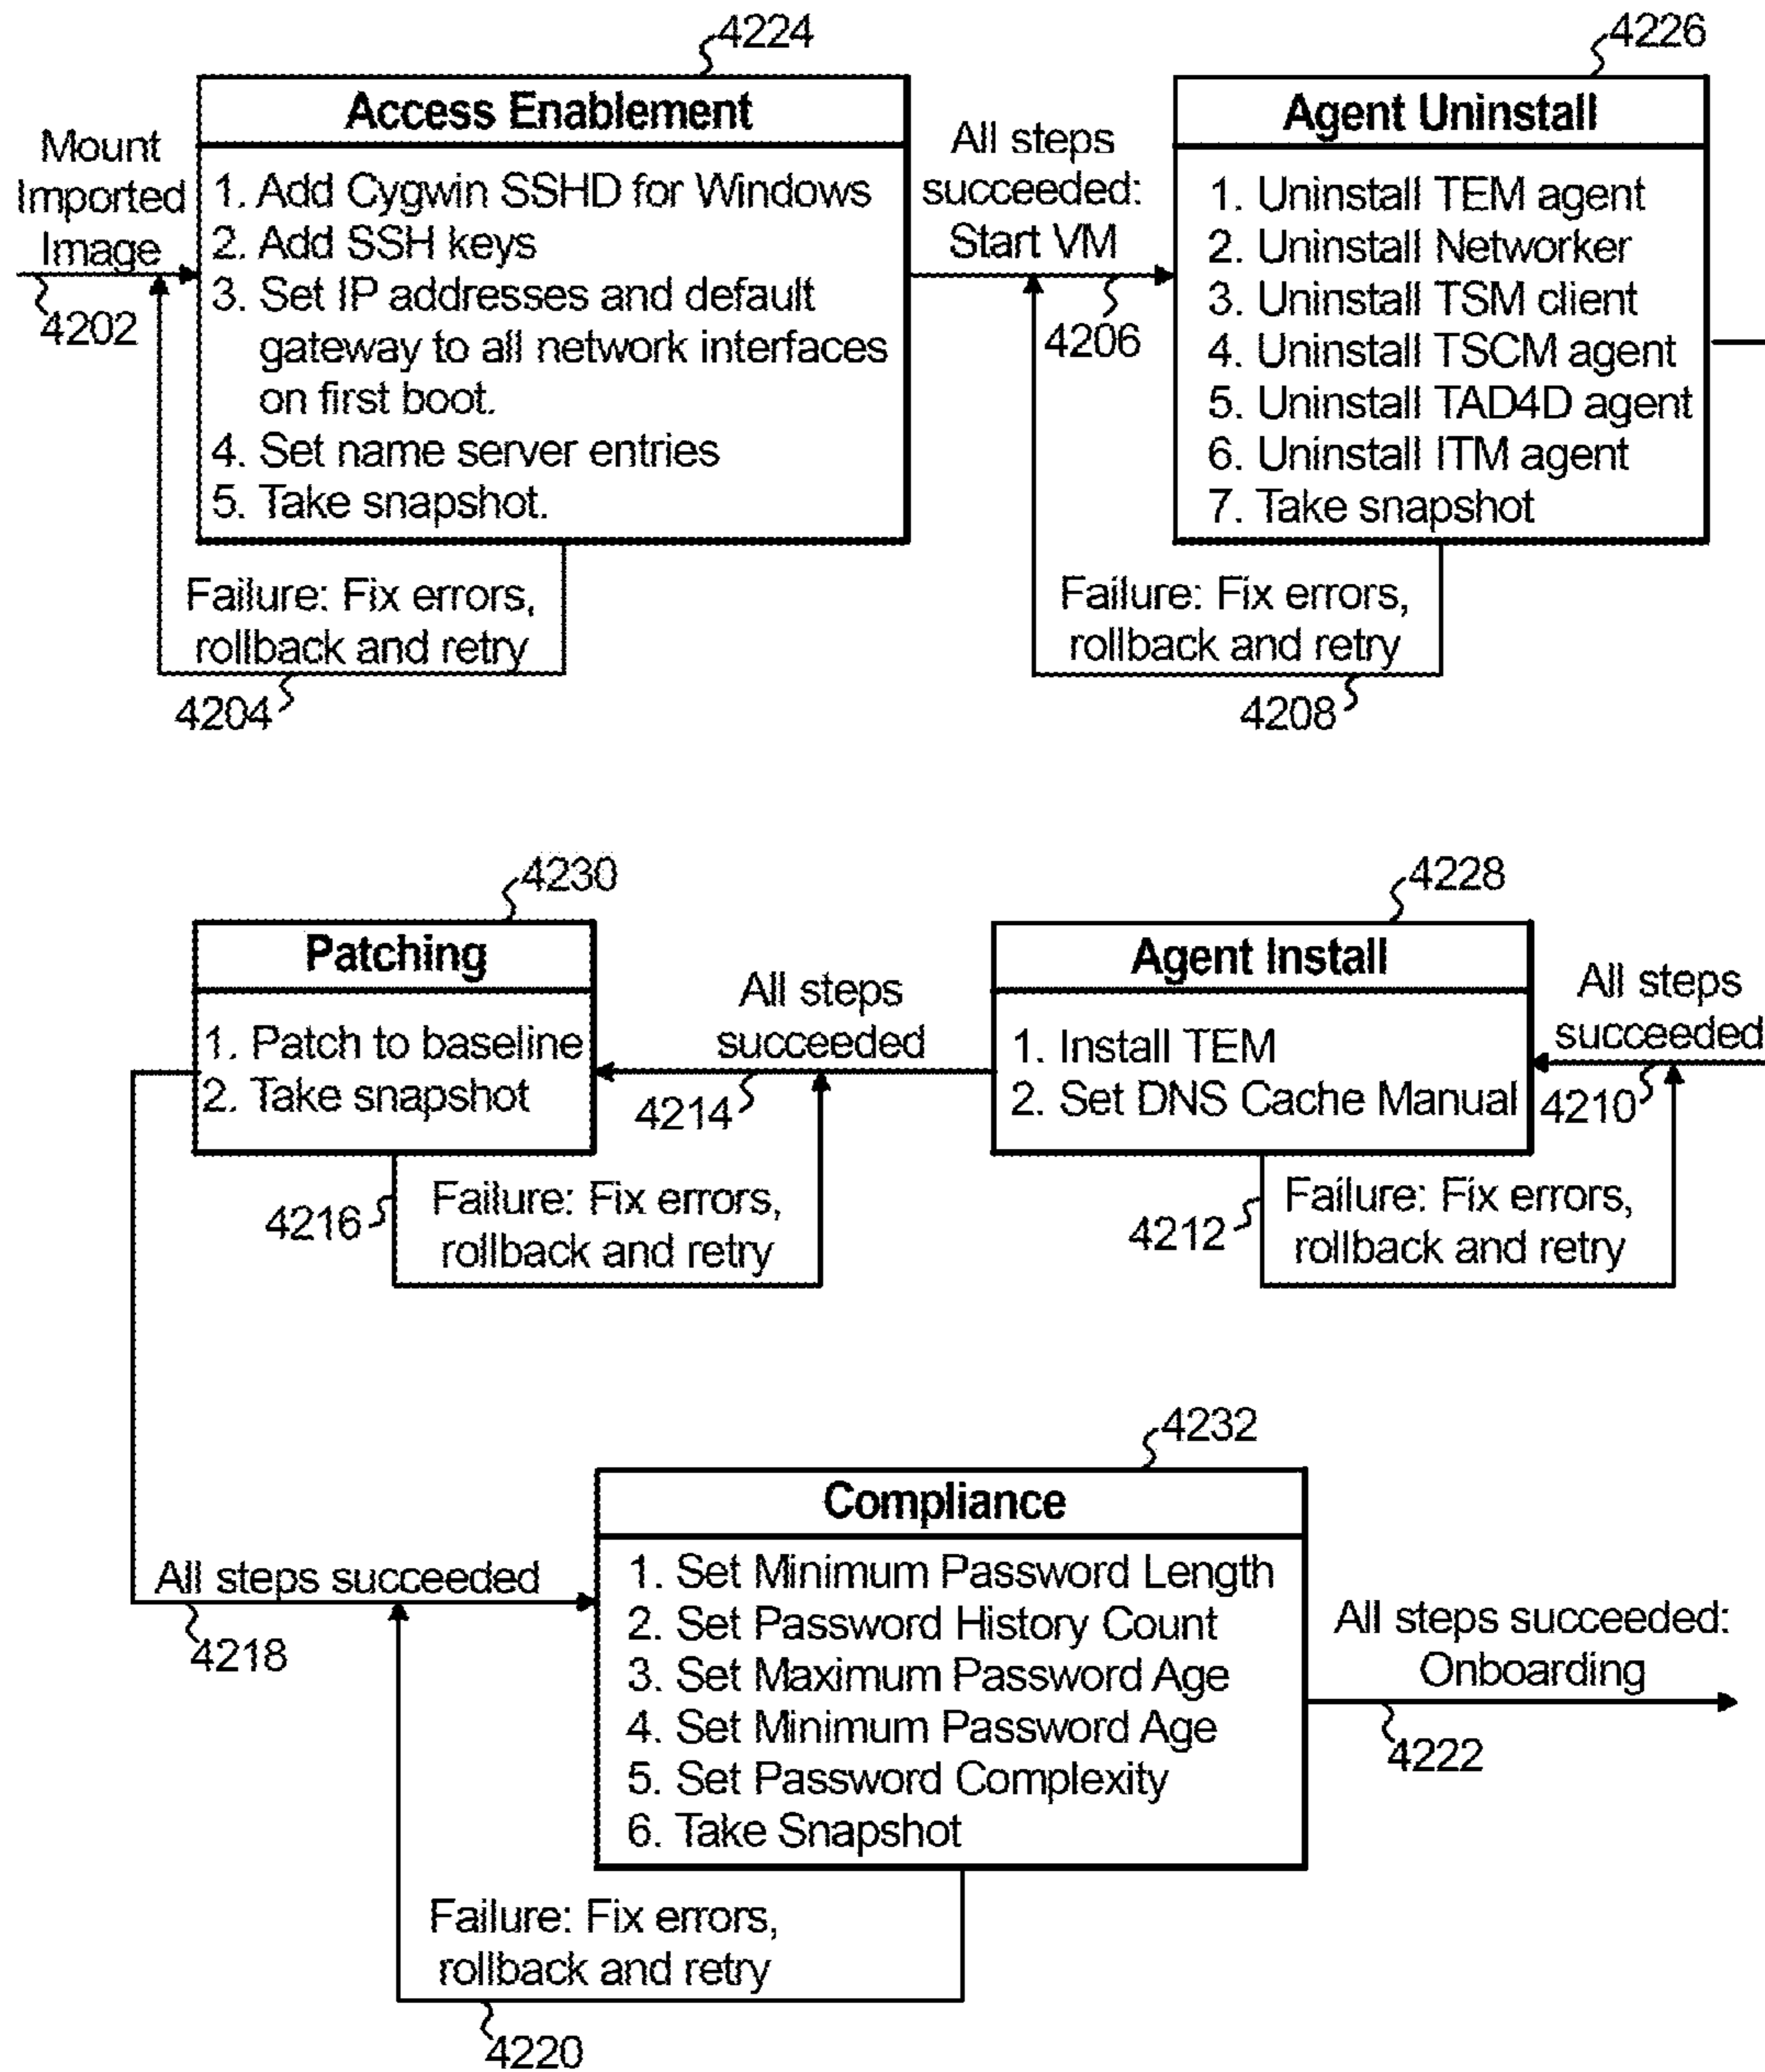 4224
Access Enablement
Mount
Imported
Image
4202
1. Add Cygwin SSHD for Windows
2. Add SSH keys
3. Set IP addresses and default
gateway to all network interfaces
on first boot.
4. Set name server entries
5. Take snapshot.
Failure: Fix errors,
rollback and retry
4204
All steps
succeeded:
Start VM
4206
4226
Agent Uninstall
1. Uninstall TEM agent
2. Uninstall Networker
3. Uninstall TSM client
4. Uninstall TSCM agent
5. Uninstall TAD4D agent
6. Uninstall ITM agent
7. Take snapshot
Failure: Fix errors,
rollback and retry
4208
4230
Patching
1. Patch to baseline
2. Take snapshot
4216
Failure: Fix errors,
rollback and retry
All steps
succeeded
4214
4228
Agent Install
1. Install TEM
2. Set DNS Cache Manual
4212
Failure: Fix errors,
rollback and retry
All steps
succeeded
4210
4232
Compliance
1. Set Minimum Password Length
2. Set Password History Count
3. Set Maximum Password Age
4. Set Minimum Password Age
5. Set Password Complexity
6. Take Snapshot
All steps succeeded
4218
All steps succeeded:
Onboarding
4222
Failure: Fix errors,
rollback and retry
4220